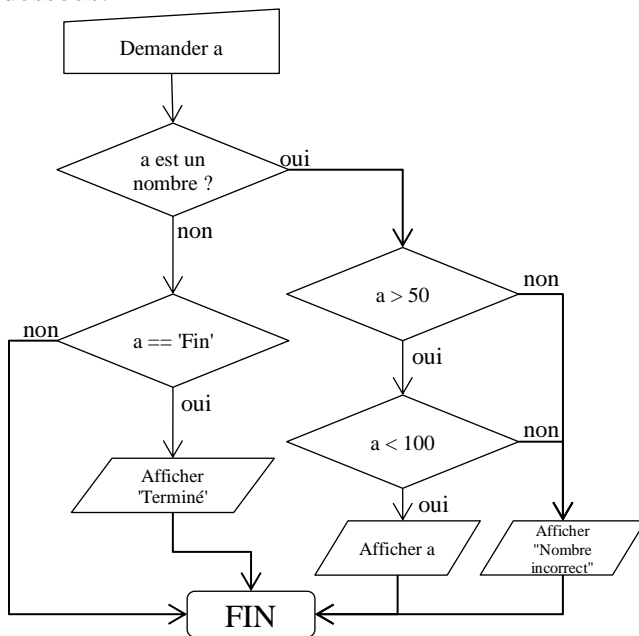 Demander a
a est un
nombre ?
oui
non
a > 50
non
non
a == 'Fin'
oui
oui
a < 100
non
Afficher
'Terminé'
oui
Afficher a
Afficher
"Nombre
incorrect"
FIN